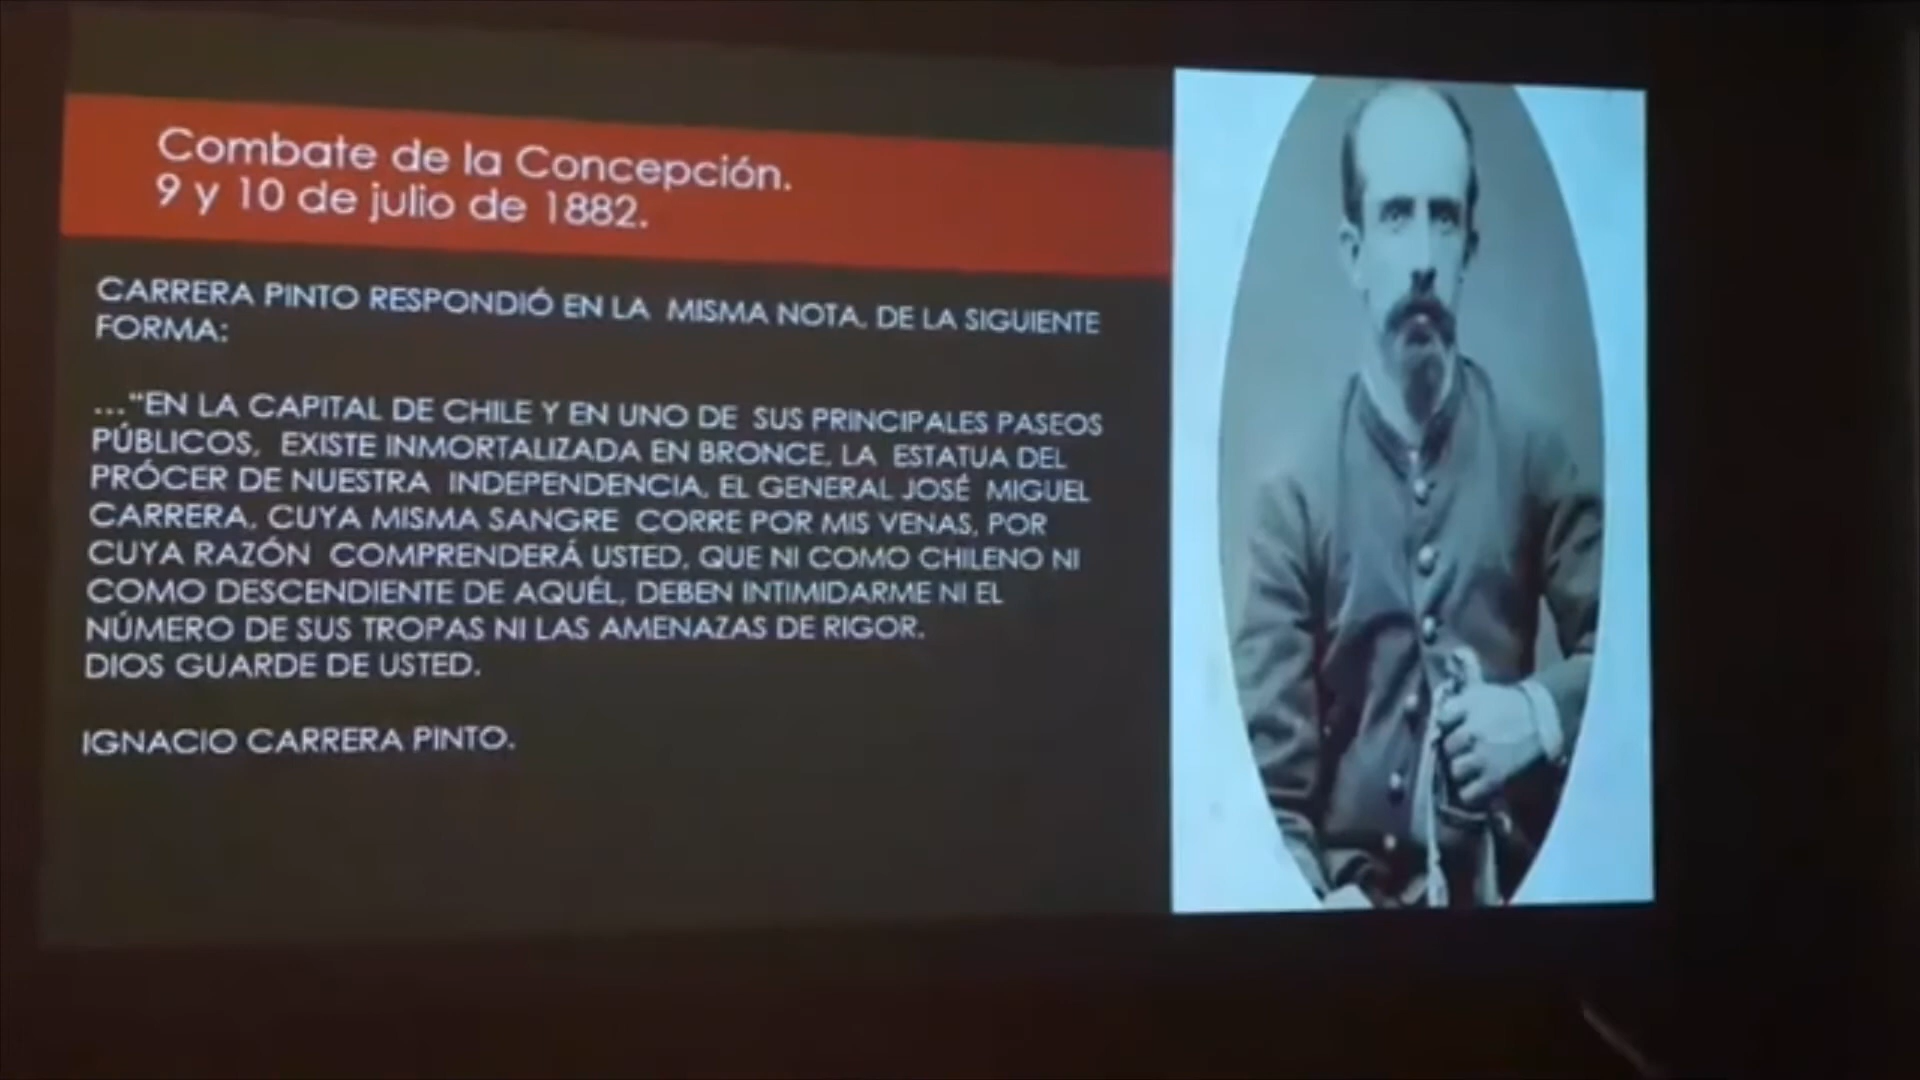 Combate de la Concepción.
9 y 10 de julio de 1882.
CARRERA PINTO RESPONDIÓ EN LA MISMA NOTA, DE LA SIGUIENTE
FORMA:
..."EN LA CAPITAL DE CHILE Y EN UNO DE SUS PRINCIPALES PASEOS
PÚBLICOS, EXISTE INMORTALIZADA EN BRONCE, LA ESTATUA DEL
PRÓCER DE NUESTRA INDEPENDENCIA, EL GENERAL JOSÉ MIGUEL
CARRERA, CUYA MISMA SANGRE CORRE POR MIS VENAS, POR
CUYA RAZÓN COMPRENDERÁ USTED, QUE NI COMO CHILENO NI
COMO DESCENDIENTE DE AQUÉL, DEBEN INTIMIDARME NI EL
NÚMERO DE SUS TROPAS NI LAS AMENAZAS DE RIGOR.
DIOS GUARDE DE USTED.
IGNACIO CARRERA PINTO.